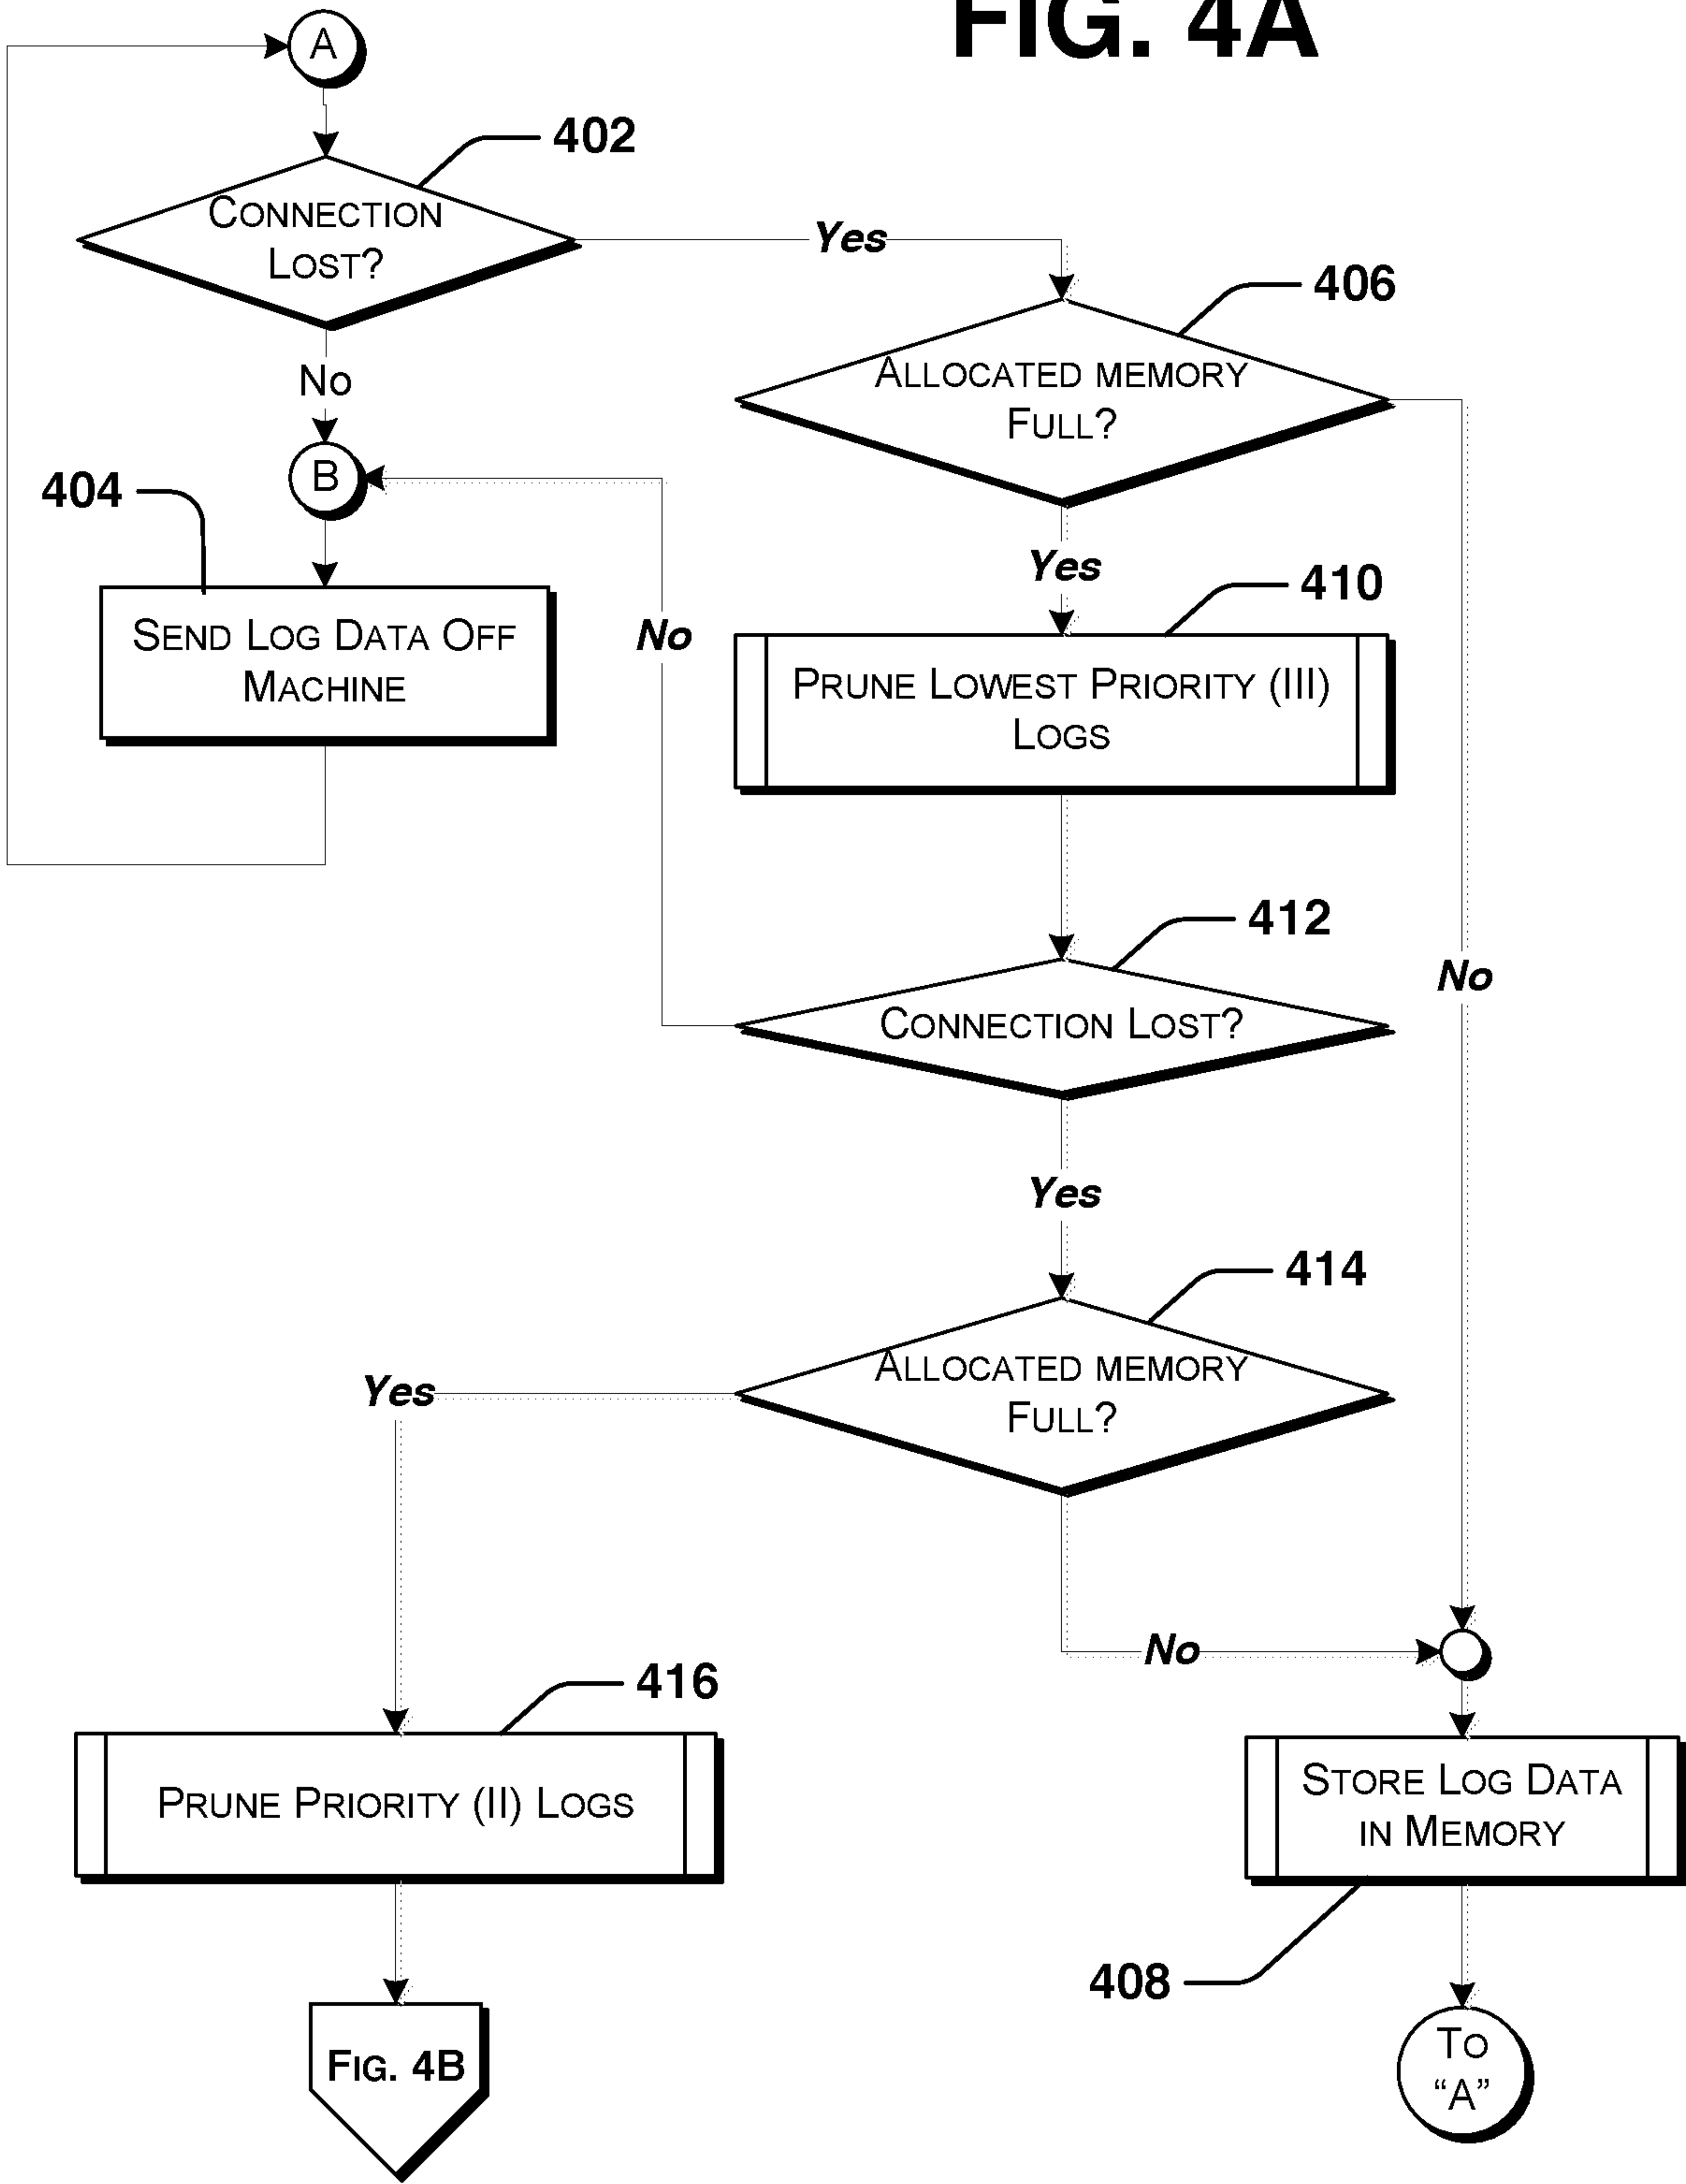 FIG. 4A
A
402
CONNECTION
LOST?
Yes
406
No
ALLOCATED MEMORY
FULL?
B
404
Yes
410
SEND LOG DATA OFF
MACHINE
No
PRUNE LOWEST PRIORITY (III)
LOGS
412
No
CONNECTION LOST?
Yes
414
ALLOCATED MEMORY
FULL?
Yes
No
416
PRUNE PRIORITY (II) LOGS
STORE LOG DATA
IN MEMORY
408
FIG. 4B
TO
“A”